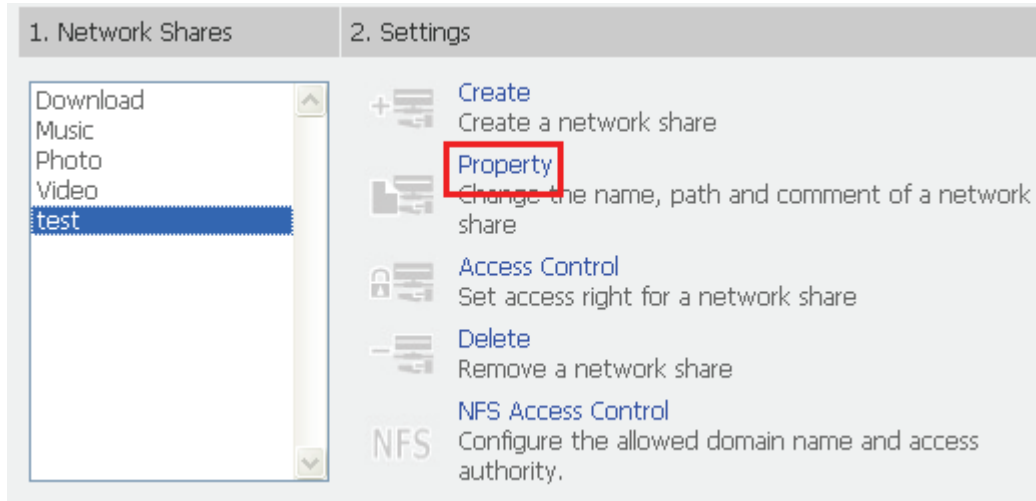 1. Network Shares
2. Settings
Download
Music
Photo
Video
test
Create
Create a network share
Property
Change the name, path and comment of a network
share
Access Control
Set access right for a network share
Delete
Remove a network share
NFS
NFS Access Control
Configure the allowed domain name and access
authority.